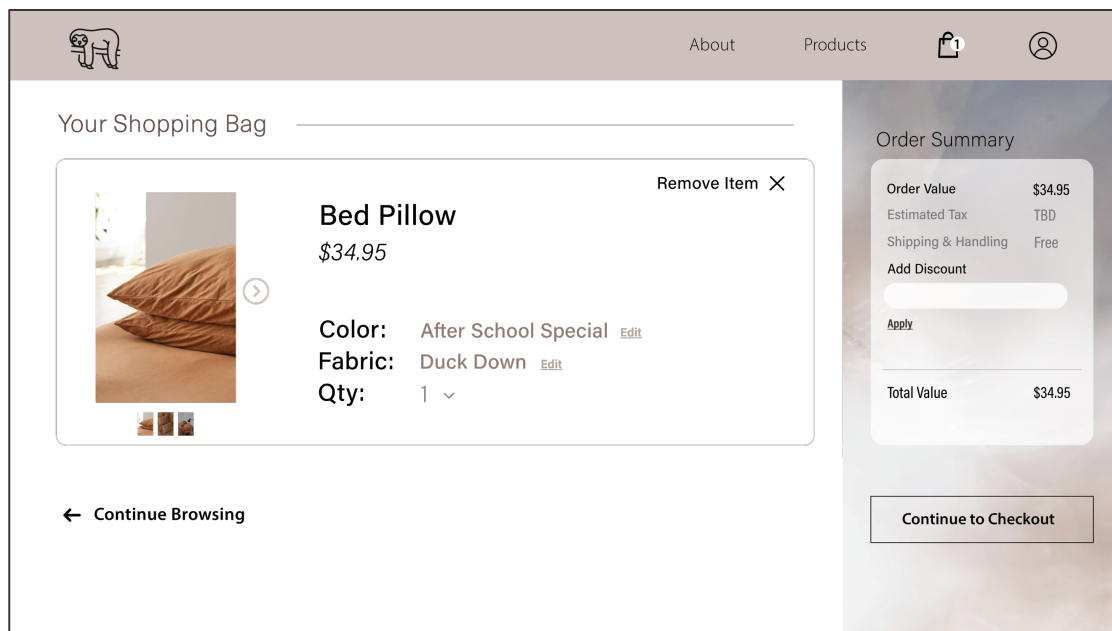 About Products 1
Your Shopping Bag
Remove Item
Bed Pillow
$34.95
Color: After School Special Edit
Fabric: Duck Down Edit
Qty: 1
Continue Browsing
Order Summary
Order Value $34.95
Estimated Tax TBD
Shipping & Handling Free
Add Discount
Apply
Total Value $34.95
Continue to Checkout